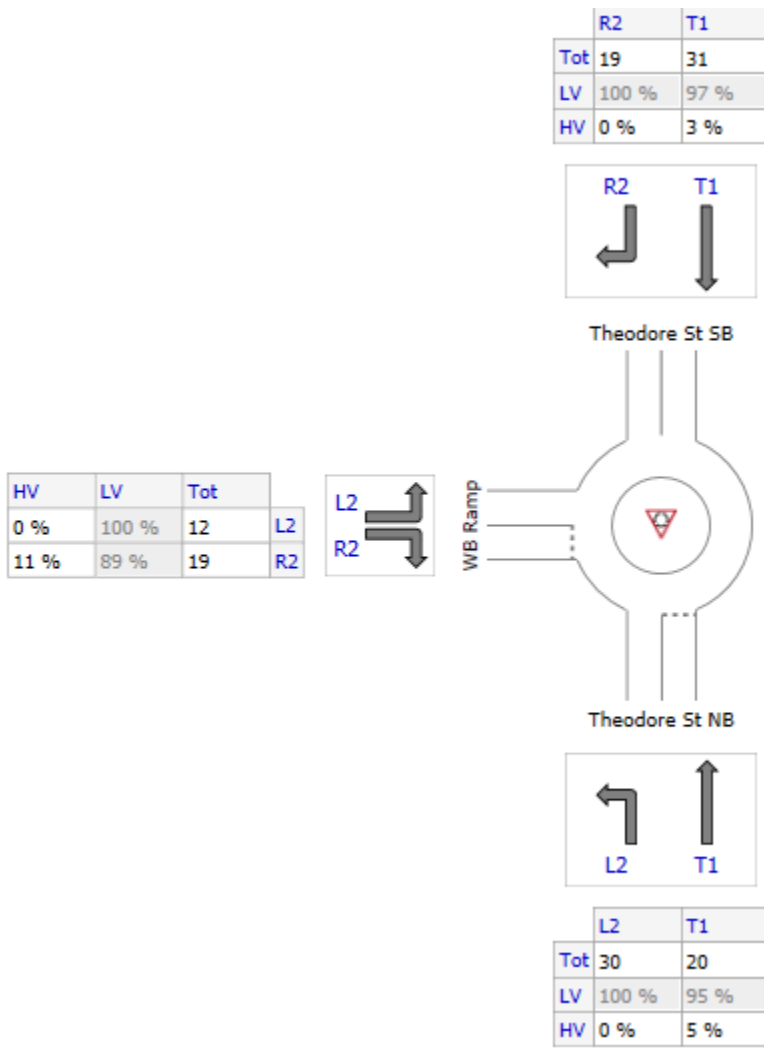 R2 T1
Tot 19 31
LV 100 % 97 %
HV 0 % 3 %
R2 T1
Theodore St SB
HV LV Tot
0 % 100 % 12 L2
11 % 89 % 19 R2
L2
R2
WB Ramp
Theodore St NB
L2 T1
L2 T1
Tot 30 20
LV 100 % 95 %
HV 0 % 5 %